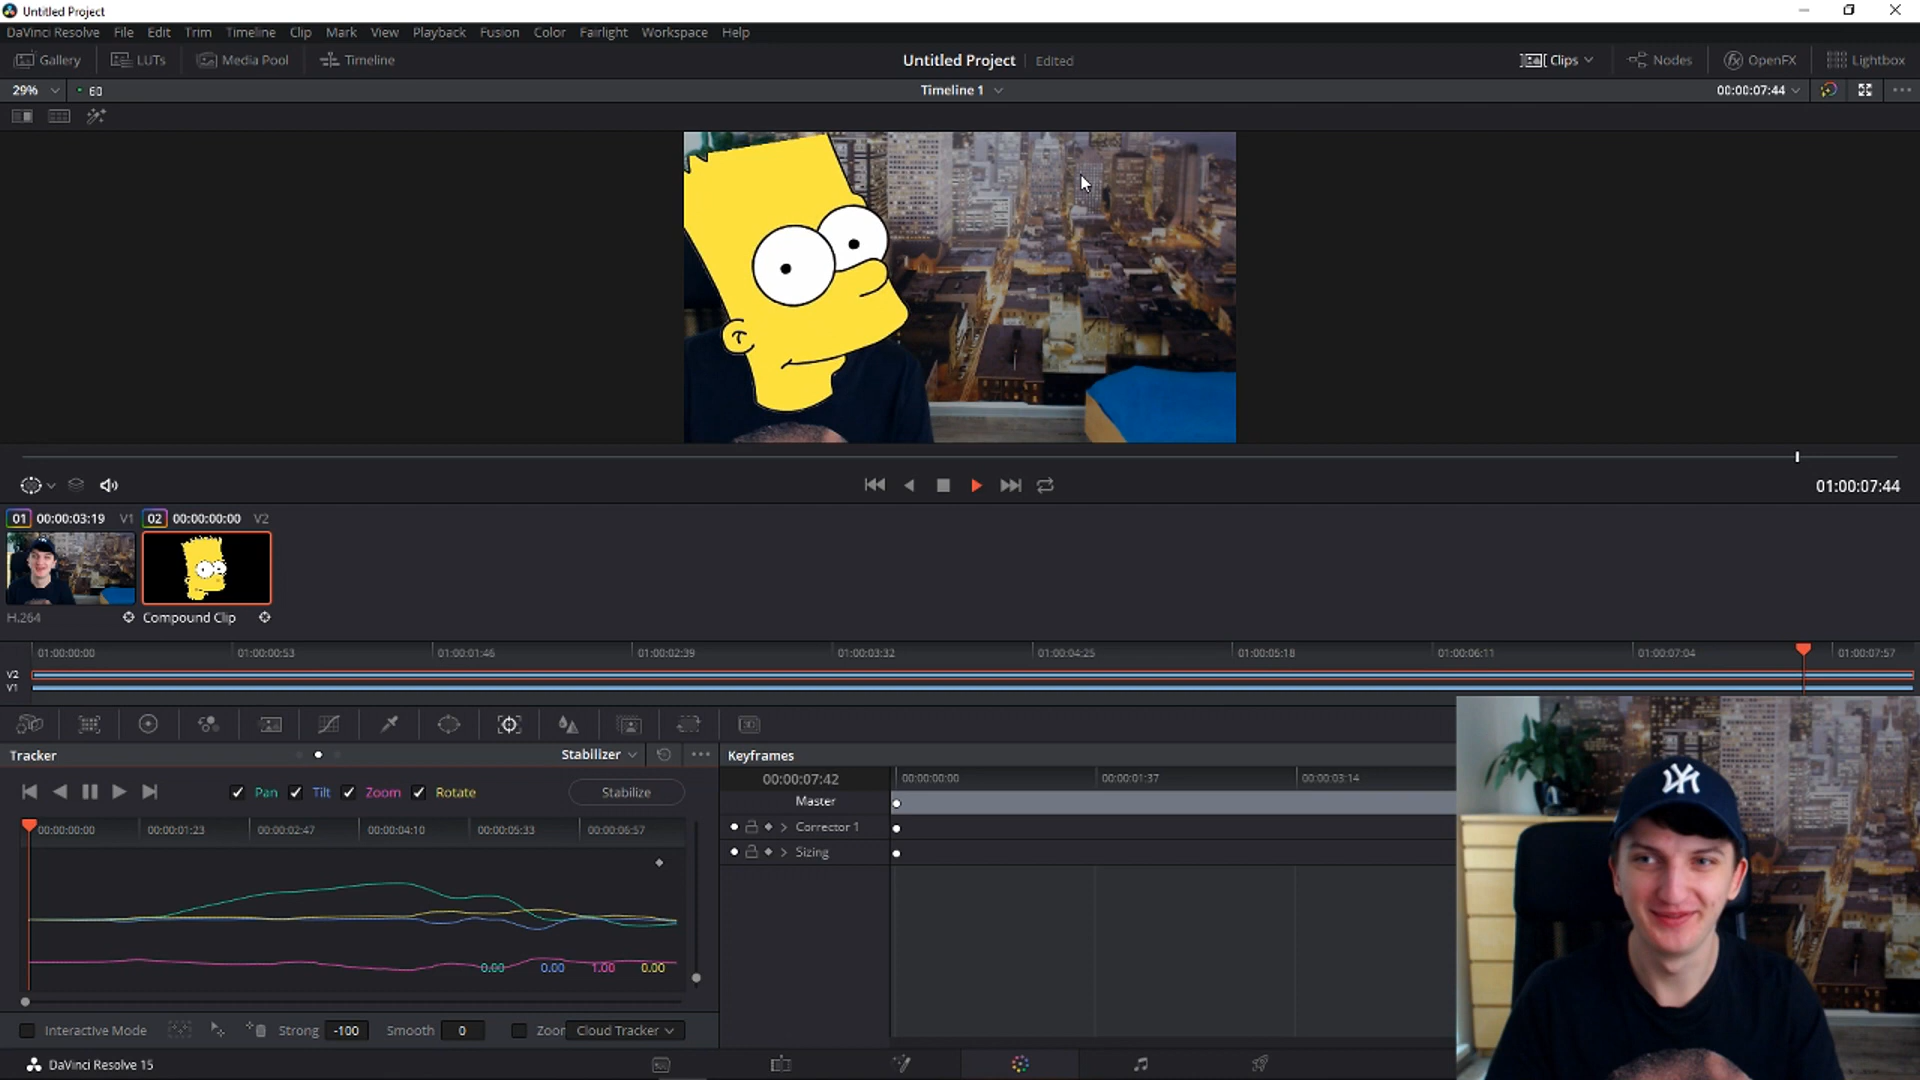 Untitled Project
DaVinci Resolve File Edit Trim Timeline Clip Mark View Playback Fusion Color Fairlight Workspace Help
Gallery LUTs Media Pool Timeline Untitled Project Edited Clips Nodes OpenFX Lightbox
29% 60 Timeline 1 00:00:07:44
01:00:07:44
01 00:00:03:19 V1 02 00:00:00:00 V2
H.264 Compound Clip
01:00:00:00 01:00:00:53 01:00:01:46 01:00:02:39 01:00:03:32 01:00:04:25 01:00:05:18 01:00:06:11 01:00:07:04 01:00:07:57
V2
V1
Tracker Stabilizer Keyframes
00:00:07:42 00:00:00:00 00:00:01:37 00:00:03:14
Pan Tilt Zoom Rotate Stabilize
Master
00:00:00:00 00:00:01:23 00:00:02:47 00:00:04:10 00:00:05:33 00:00:06:57
Corrector 1
Sizing
0.00 0.00 1.00 0.00
Interactive Mode Strong -100 Smooth 0 Zoor Cloud Tracker
DaVinci Resolve 15
NY
3D